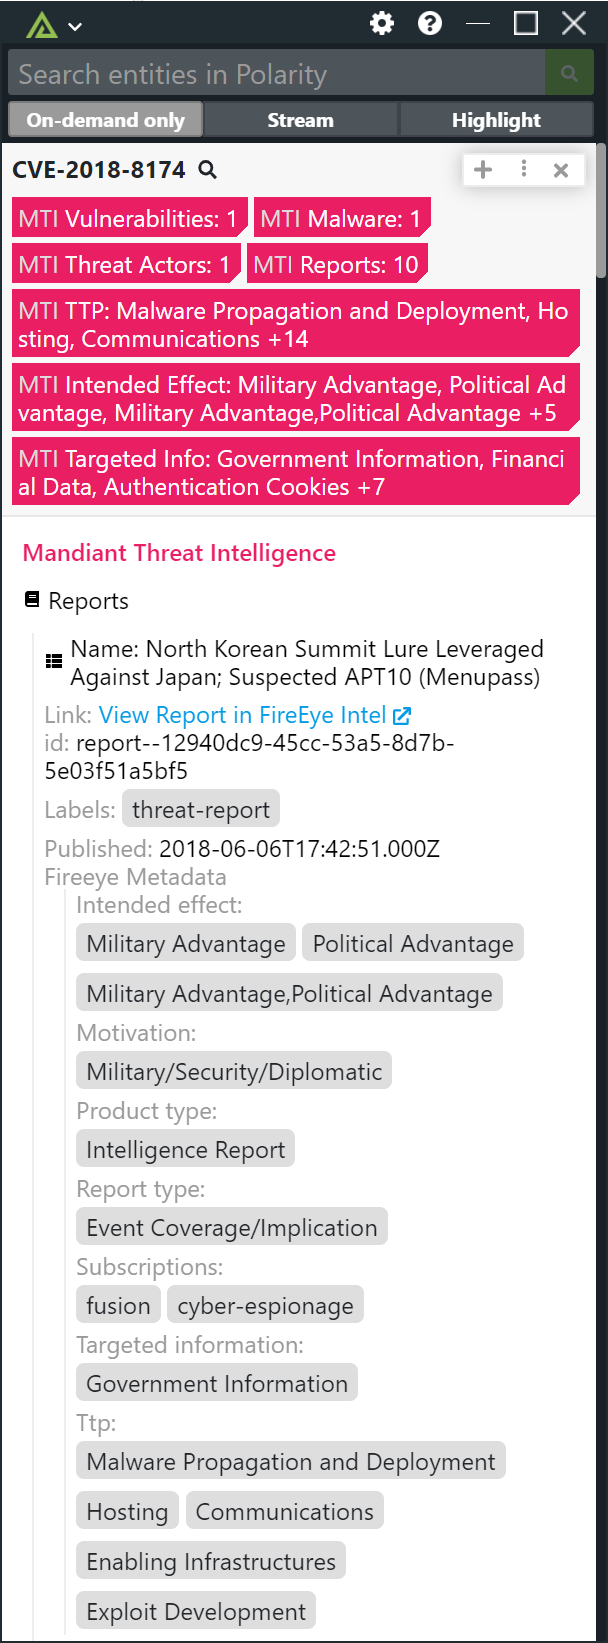 Search entities in Polarity
On-demand only
Stream
Highlight
CVE-2018-8174
MTI Vulnerabilities: 1
MTI Malware: 1
MTI Threat Actors: 1
MTI Reports: 10
MTI TTP: Malware Propagation and Deployment, Ho
sting, Communications +14
MTI Intended Effect: Military Advantage, Political Ad
vantage, Military Advantage,Political Advantage +5
MTI Targeted Info: Government Information, Financi
al Data, Authentication Cookies +7
Mandiant Threat Intelligence
Reports
Name: North Korean Summit Lure Leveraged
Against Japan; Suspected APT10 (Menupass)
Link: View Report in FireEye Intel
id: report--12940dc9-45cc-53a5-8d7b-
5e03f51a5bf5
Labels: threat-report
Published: 2018-06-06T17:42:51.000Z
Fireeye Metadata
Intended effect:
Military Advantage Political Advantage
Military Advantage,Political Advantage
Motivation:
Military/Security/Diplomatic
Product type:
Intelligence Report
Report type:
Event Coverage/Implication
Subscriptions:
fusion cyber-espionage
Targeted information:
Government Information
Ttp:
Malware Propagation and Deployment
Hosting Communications
Enabling Infrastructures
Exploit Development